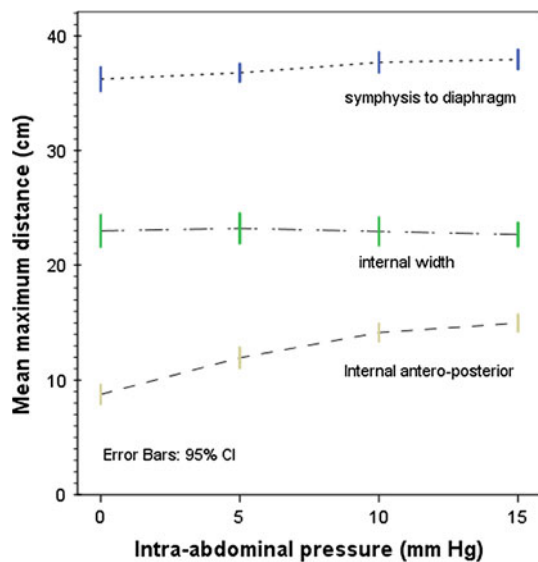 Mean maximum distance (cm)
40
30
20
10
0
symphysis to diaphragm
internal width
Internal antero-posterior
Error Bars: 95% CI
0 5 10 15
Intra-abdominal pressure (mm Hg)